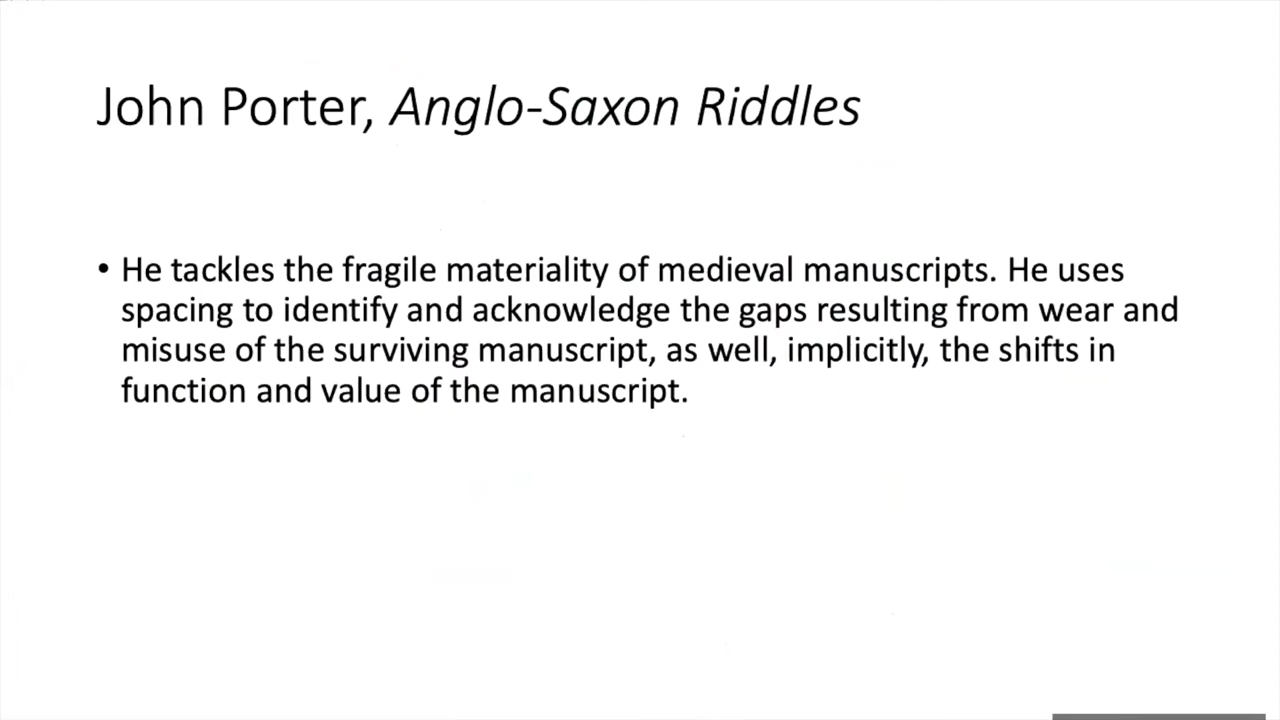 John Porter, Anglo-Saxon Riddles
• He tackles the fragile materiality of medieval manuscripts. He uses
spacing to identify and acknowledge the gaps resulting from wear and
misuse of the surviving manuscript, as well, implicitly, the shifts in
function and value of the manuscript.